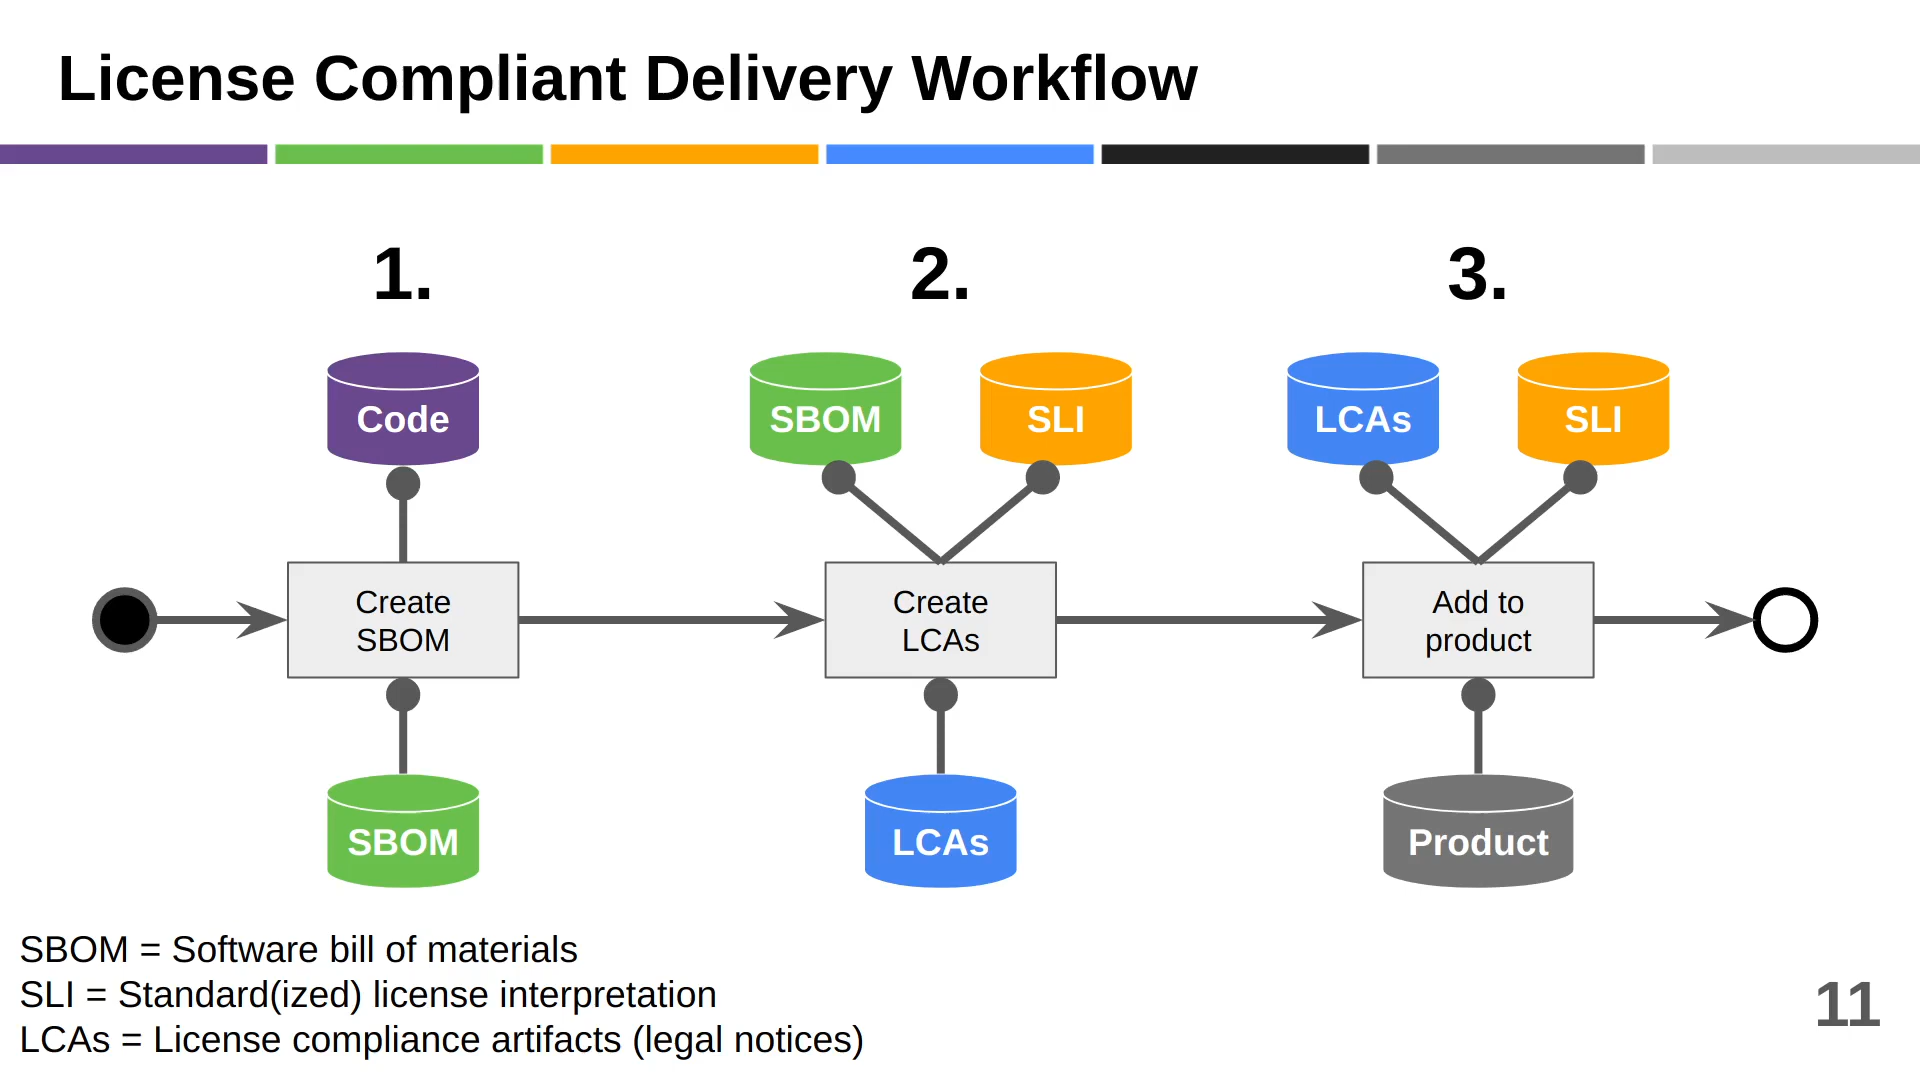 License Compliant Delivery Workflow
1.
2.
3.
Code
SBOM
SLI
LCAs
SLI
Create
SBOM
Create
LCAs
Add to
product
SBOM
LCAs
Product
SBOM = Software bill of materials
SLI = Standard(ized) license interpretation
LCAs = License compliance artifacts (legal notices)
11